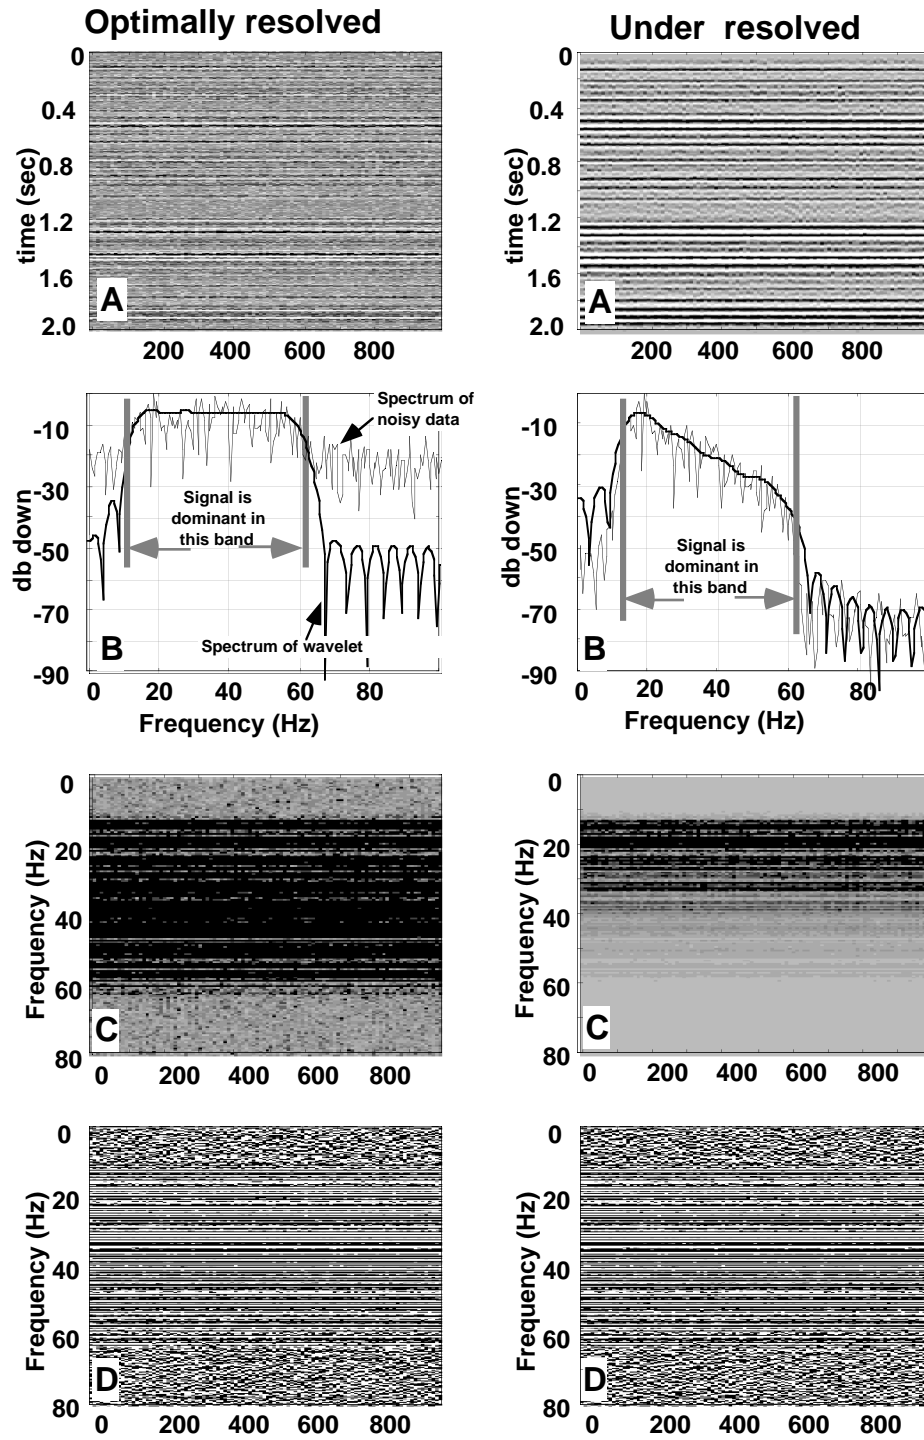 Optimally resolved
Under  resolved
0
0.4
0.8
1.2
1.6
2.0
time (sec)
A
200 400 600 800
0
0.4
0.8
1.2
1.6
2.0
time (sec)
A
200 400 600 800
-10
-30
-50
-70
-90
db down
Spectrum of
noisy data
Signal is
dominant in
this band
Spectrum of wavelet
B
0 20 40 60 80
Frequency (Hz)
-10
-30
-50
-70
-90
db down
Signal is
dominant in
this band
B
0 20 40 60 80
Frequency (Hz)
0
20
40
60
80
Frequency (Hz)
C
0 200 400 600 800
0
20
40
60
80
Frequency (Hz)
C
0 200 400 600 800
0
20
40
60
80
Frequency (Hz)
D
0 200 400 600 800
0
20
40
60
80
Frequency (Hz)
D
0 200 400 600 800